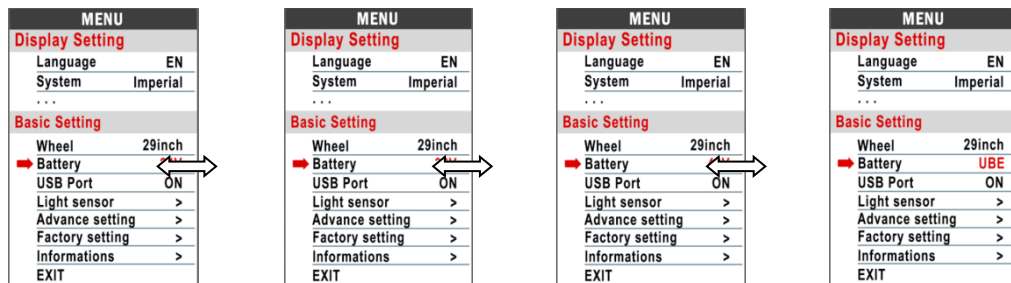 MENU
Display Setting
Language EN
System Imperial
. . .
Basic Setting
Wheel 29inch
Battery
USB Port ON
Light sensor >
Advance setting >
Factory setting >
Informations >
EXIT
MENU
Display Setting
Language EN
System Imperial
. . .
Basic Setting
Wheel 29inch
Battery
USB Port ON
Light sensor >
Advance setting >
Factory setting >
Informations >
EXIT
MENU
Display Setting
Language EN
System Imperial
. . .
Basic Setting
Wheel 29inch
Battery
USB Port ON
Light sensor >
Advance setting >
Factory setting >
Informations >
EXIT
MENU
Display Setting
Language EN
System Imperial
. . .
Basic Setting
Wheel 29inch
Battery UBE
USB Port ON
Light sensor >
Advance setting >
Factory setting >
Informations >
EXIT